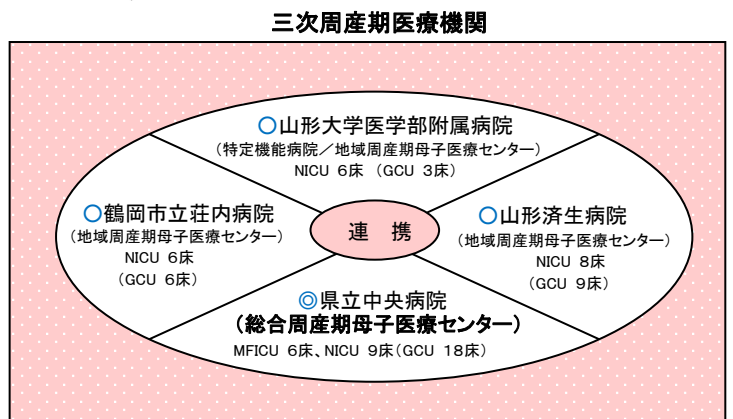 三次周産期医療機関
○山形大学医学部附属病院
（特定機能病院／地域周産期母子医療センター）
NICU 6床 （GCU 3床）
○鶴岡市立荘内病院
（地域周産期母子医療センター）
NICU 6床
（GCU 6床）
連 携
○山形済生病院
（地域周産期母子医療センター）
NICU 8床
（GCU 9床）
◎県立中央病院
（総合周産期母子医療センター）
MFICU 6床、NICU 9床（GCU 18床）